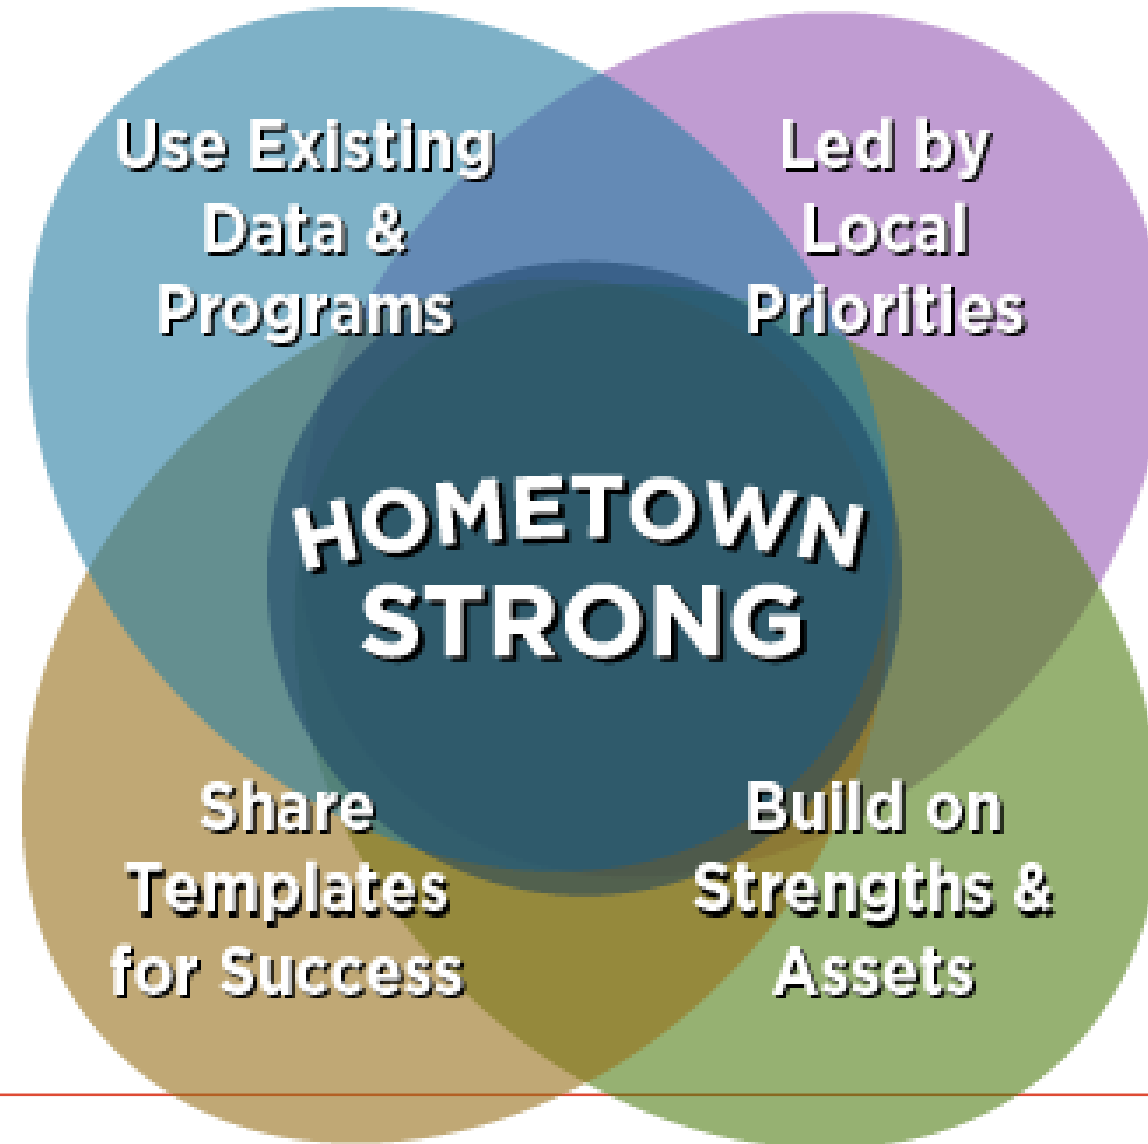 Use Existing
Data &
Programs
Led by
Local
Priorities
HOMETOWN
STRONG
Share
Templates
for Success
Build on
Strengths &
Assets